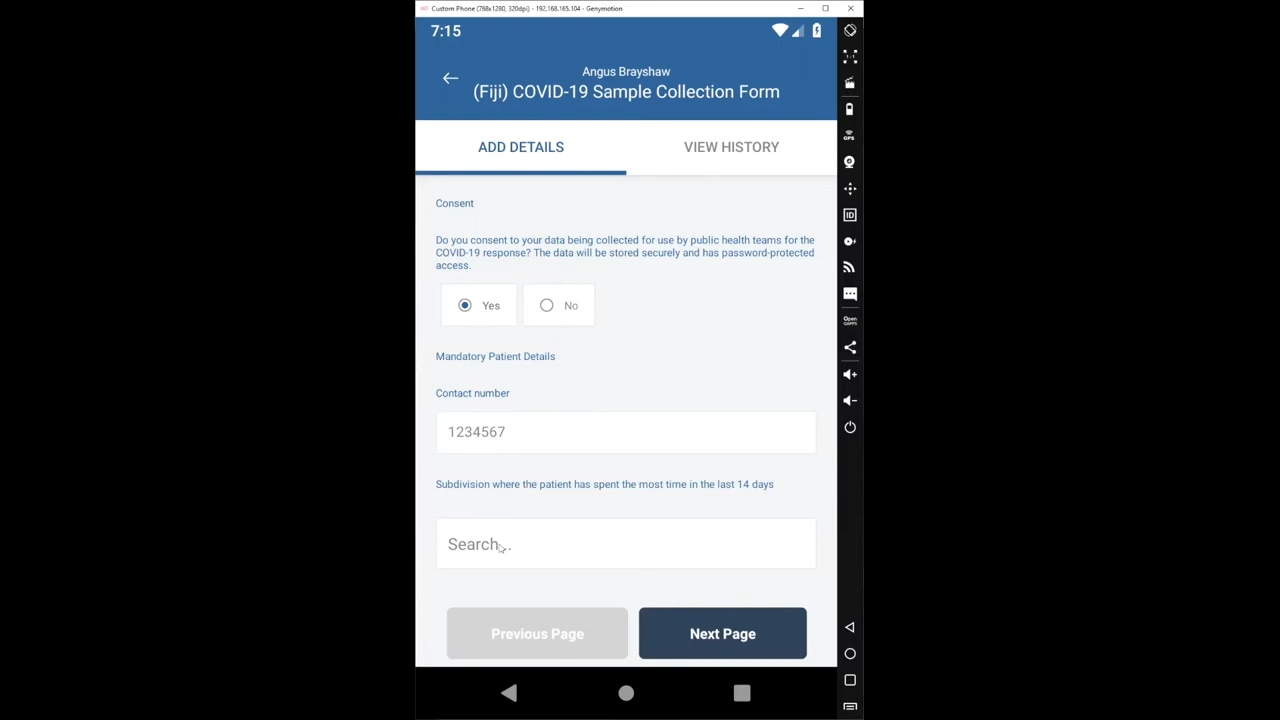 Custom Phone (768x1280, 320dpi) - 192.168.165.104 - Genymotion
7:15
Angus Brayshaw
(Fiji) COVID-19 Sample Collection Form
ADD DETAILS
VIEW HISTORY
Consent
Do you consent to your data being collected for use by public health teams for the
COVID-19 response? The data will be stored securely and has password-protected
access.
Yes
No
Mandatory Patient Details
Contact number
1234567
Subdivision where the patient has spent the most time in the last 14 days
Search...
Previous Page
Next Page
GPS
ID
Open
GAPPS